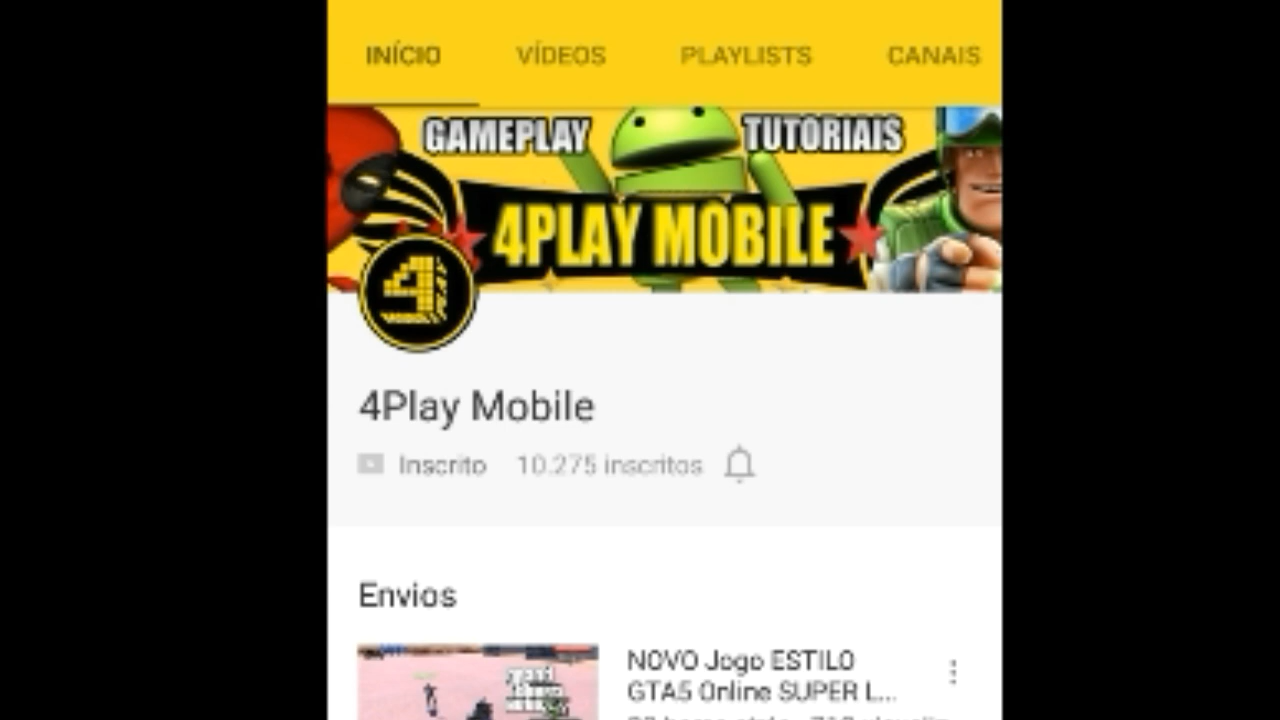 INÍCIO VÍDEOS PLAYLISTS CANAIS
GAMEPLAY TUTORIAIS
4PLAY MOBILE
4Play Mobile
Inscrito 10.275 inscritos
Envios
NOVO Jogo ESTILO
GTA5 Online SUPER L...